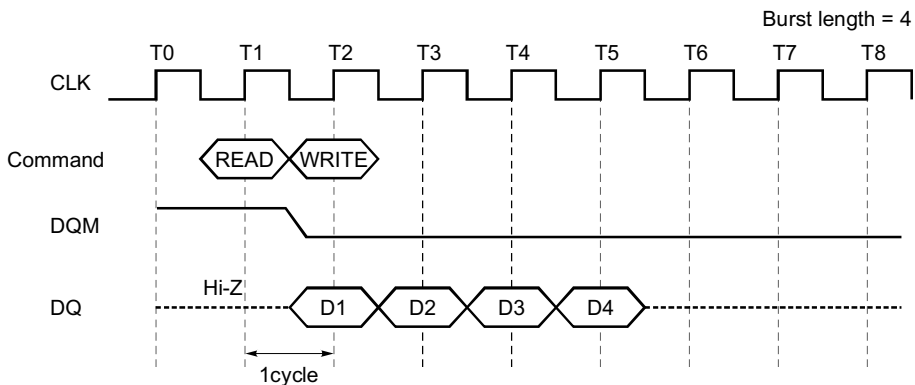 Burst length = 4
T0 T1 T2 T3 T4 T5 T6 T7 T8
CLK
Command READ WRITE
DQM
Hi-Z
DQ D1 D2 D3 D4
1cycle